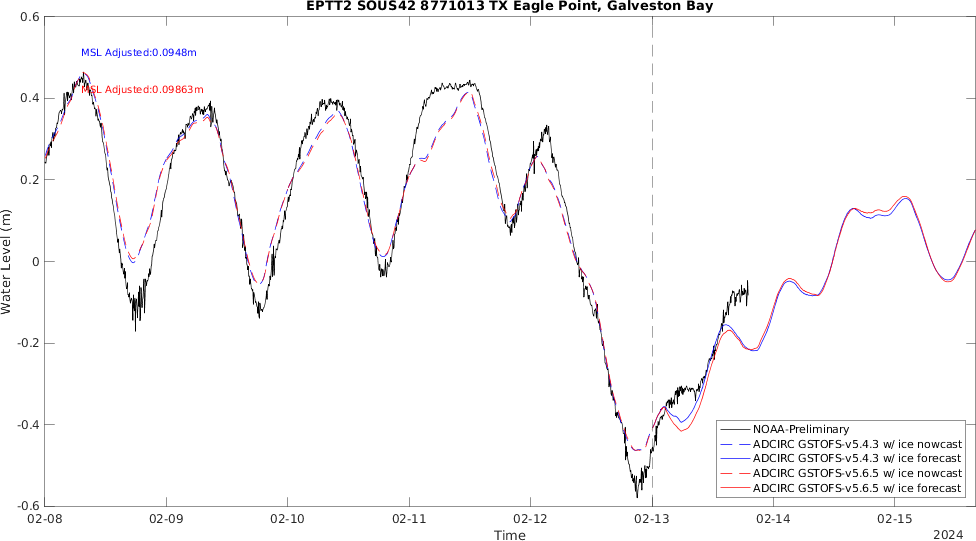 EPTT2 SOUS42 8771013 TX Eagle Point, Galveston Bay
0.6
MSL Adjusted:0.0948m
MSL Adjusted:0.09863m
0.4
0.2
0
-0.2
-0.4
-0.6
Water Level (m)
NOAA-Preliminary
ADCIRC GSTOFS-v5.4.3 w/ ice nowcast
ADCIRC GSTOFS-v5.4.3 w/ ice forecast
ADCIRC GSTOFS-v5.6.5 w/ ice nowcast
ADCIRC GSTOFS-v5.6.5 w/ ice forecast
02-08 02-09 02-10 02-11 02-12 02-13 02-14 02-15
Time
2024